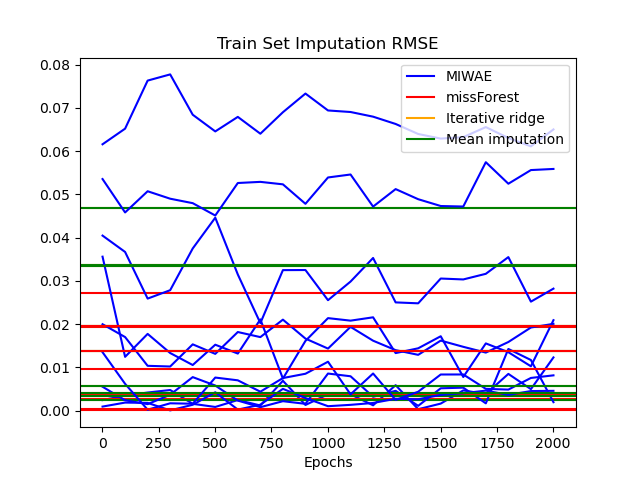 Train Set Imputation RMSE
MIWAE
missForest
Iterative ridge
Mean imputation
0.08
0.07
0.06
0.05
0.04
0.03
0.02
0.01
0.00
0 250 500 750 1000 1250 1500 1750 2000
Epochs